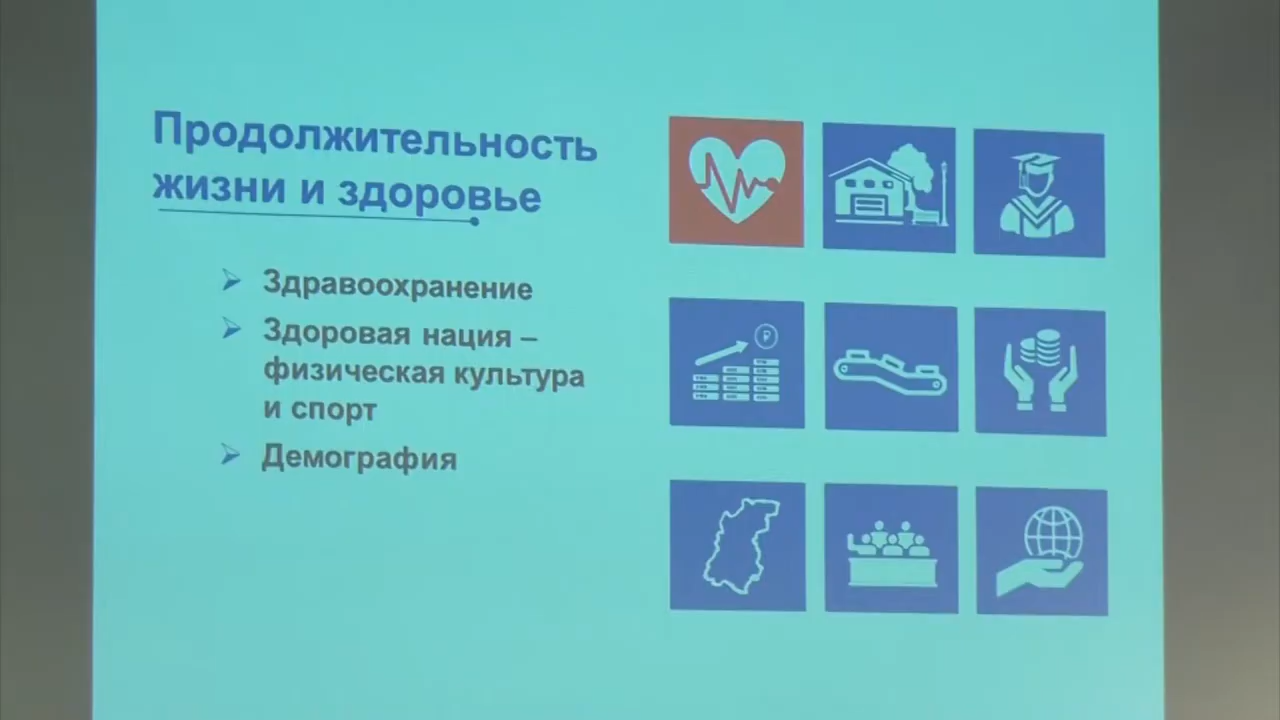 Продолжительность
жизни и здоровье
Здравоохранение
Здоровая нация –
физическая культура
и спорт
Демография